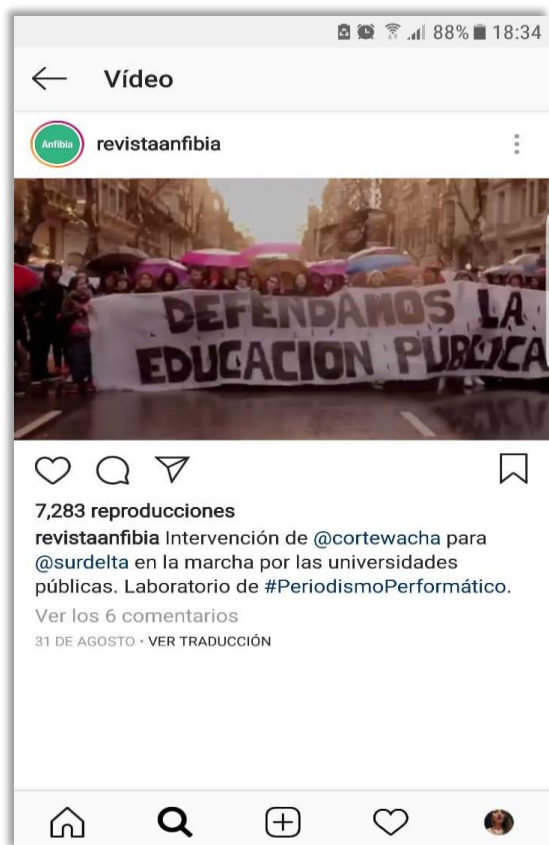 88% 18:34
Vídeo
Anfibia
revistaanfibia
DEFENDAMOS LA
EDUCACION PUBLICA
7,283 reproducciones
revistaanfibia Intervención de @cortewacha para
@surdelta en la marcha por las universidades
públicas. Laboratorio de #PeriodismoPerformático.
Ver los 6 comentarios
31 DE AGOSTO • VER TRADUCCIÓN